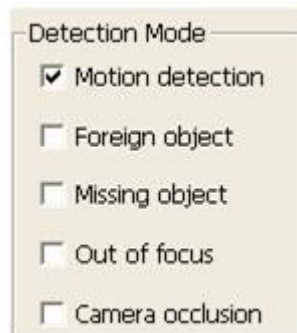 Detection Mode
Motion detection
Foreign object
Missing object
Out of focus
Camera occlusion